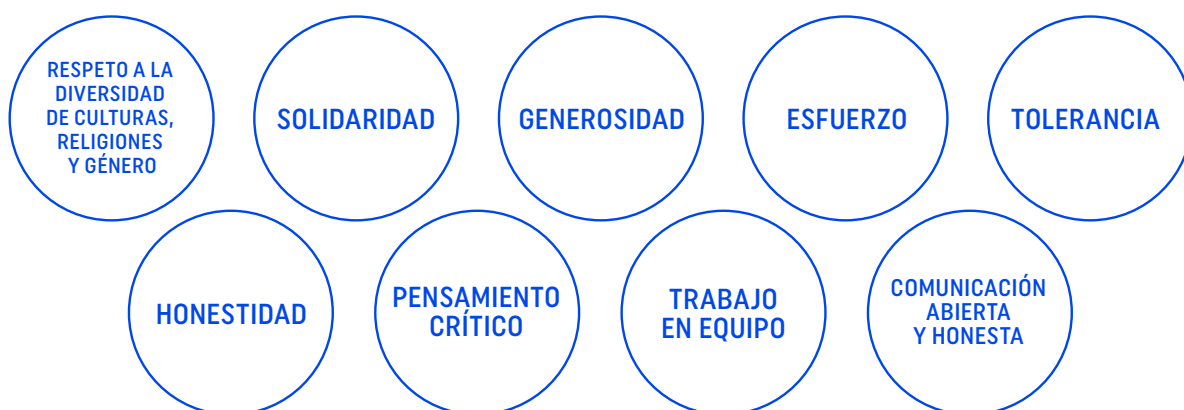 RESPETO A LA
DIVERSIDAD
DE CULTURAS,
RELIGIONES
Y GÉNERO
SOLIDARIDAD
GENEROSIDAD
ESFUERZO
TOLERANCIA
HONESTIDAD
PENSAMIENTO
CRÍTICO
TRABAJO
EN EQUIPO
COMUNICACIÓN
ABIERTA
Y HONESTA